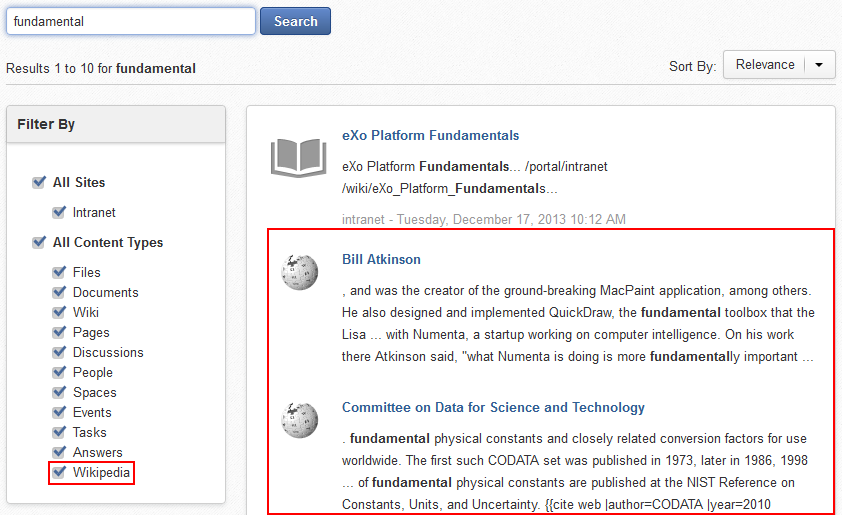 fundamental
Search
Results 1 to 10 for fundamental
Sort By:
Relevance
Filter By
All Sites
Intranet
All Content Types
Files
Documents
Wiki
Pages
Discussions
People
Spaces
Events
Tasks
Answers
Wikipedia
eXo Platform Fundamentals
eXo Platform Fundamentals... /portal/intranet
/wiki/eXo_Platform_Fundamentals...
intranet - Tuesday, December 17, 2013 10:12 AM
Bill Atkinson
, and was the creator of the ground-breaking MacPaint application, among others.
He also designed and implemented QuickDraw, the fundamental toolbox that the
Lisa ... with Numenta, a startup working on computer intelligence. On his work
there Atkinson said, "what Numenta is doing is more fundamentally important ...
Committee on Data for Science and Technology
. fundamental physical constants and closely related conversion factors for use
worldwide. The first such CODATA set was published in 1973, later in 1986, 1998
... of fundamental physical constants are published at the NIST Reference on
Constants, Units, and Uncertainty. {{cite web |author=CODATA |year=2010